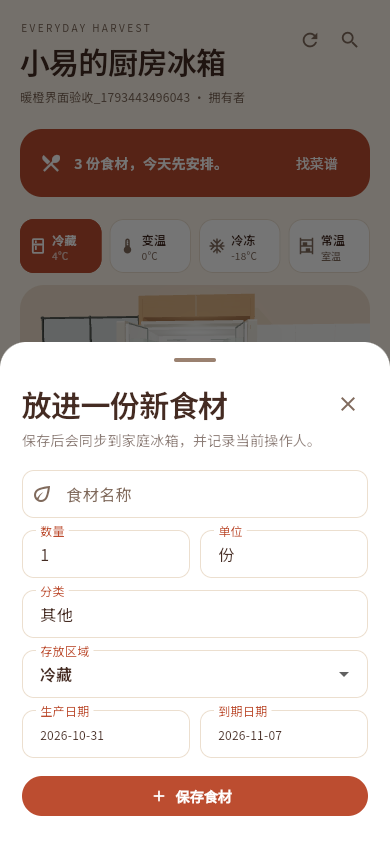 EVERYDAY HARVEST
小易的厨房冰箱
暖橙界面验收_1793443496043 · 拥有者
3 份食材，今天先安排。 找菜谱
冷藏
4°C
变温
0°C
冷冻
-18°C
常温
室温
放进一份新食材
保存后会同步到家庭冰箱，并记录当前操作人。
食材名称
数量
1
单位
份
分类
其他
存放区域
冷藏
生产日期
2026-10-31
到期日期
2026-11-07
+ 保存食材